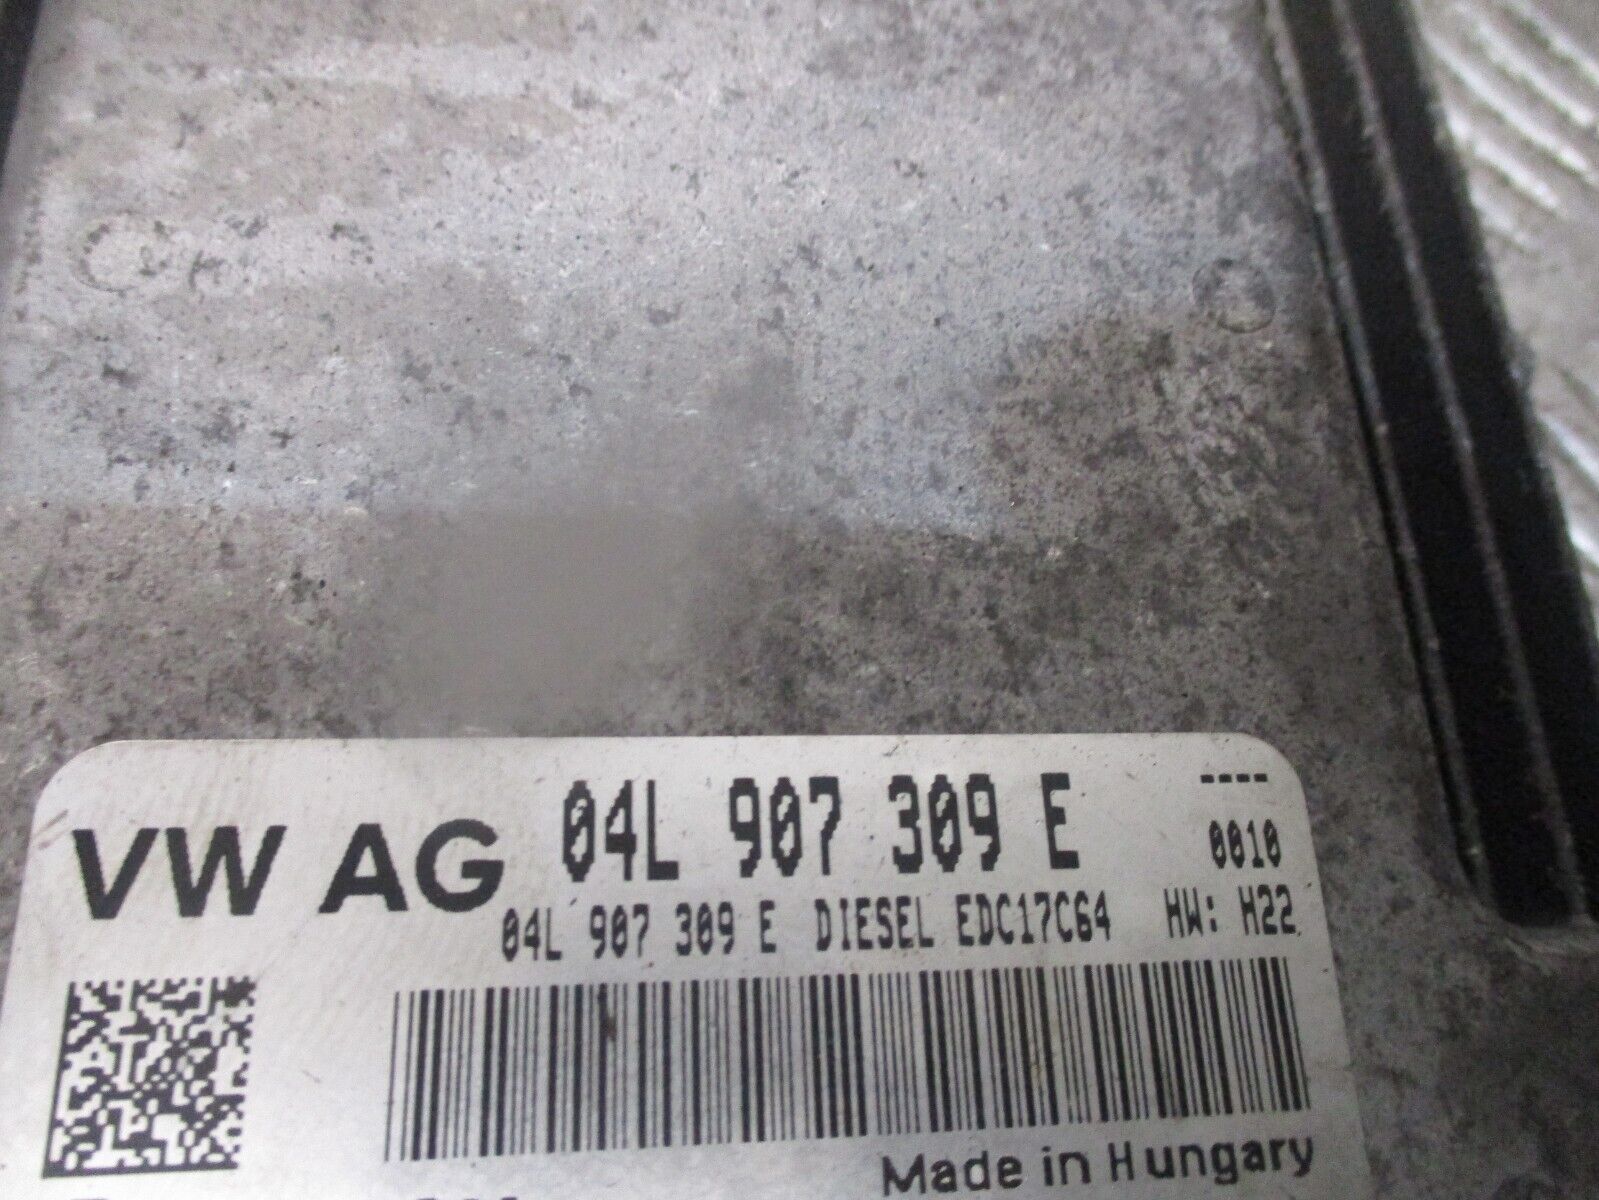 VW AG 04L 907 309 E ----
0010
04L 907 309 E DIESEL EDC17C64 HW: H22
Made in Hungary